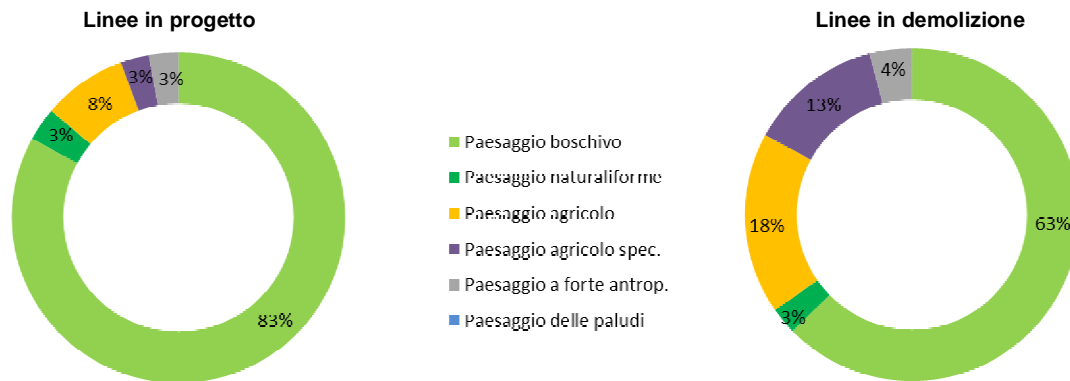 Linee in progetto
3%
3%
8%
3%
83%
Paesaggio boschivo
Paesaggio naturaliforme
Paesaggio agricolo
Paesaggio agricolo spec.
Paesaggio a forte antrop.
Paesaggio delle paludi
Linee in demolizione
4%
13%
18%
63%
3%